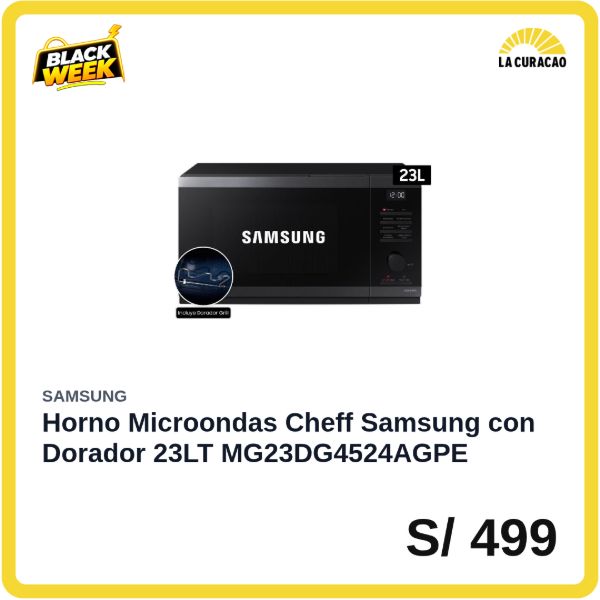 BLACK
WEEK
LA CURACAO
23L
12:00
SAMSUNG
Incluye Dorador Grill
SAMSUNG
Horno Microondas Cheff Samsung con
Dorador 23LT MG23DG4524AGPE
S/ 499